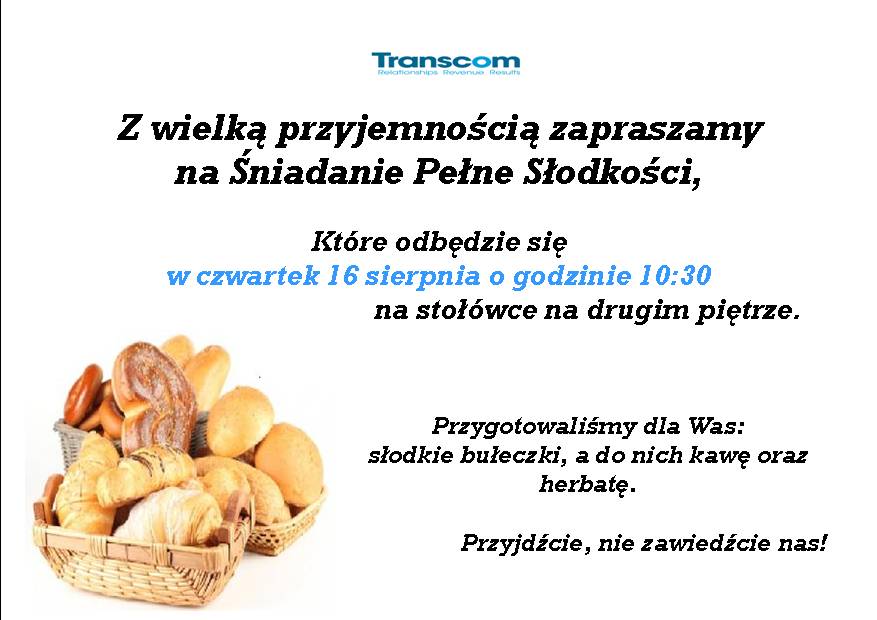 Transcom
Relationships Revenue Results
Z wielką przyjemnością zapraszamy
na Śniadanie Pełne Słodkości,
Które odbędzie się
w czwartek 16 sierpnia o godzinie 10:30
na stołówce na drugim piętrze.
Przygotowaliśmy dla Was:
słodkie bułeczki, a do nich kawę oraz
herbatę.
Przyjdźcie, nie zawiedźcie nas!